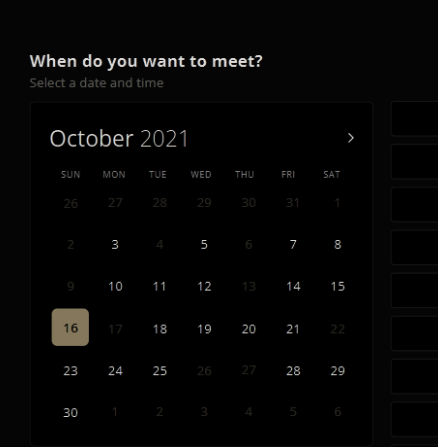 When do you want to meet?
Select a date and time
October 2021
SUN MON TUE WED THU FRI SAT
26 27 28 29 30 31 1
2 3 4 5 6 7 8
9 10 11 12 13 14 15
16 17 18 19 20 21 22
23 24 25 26 27 28 29
30 1 2 3 4 5 6